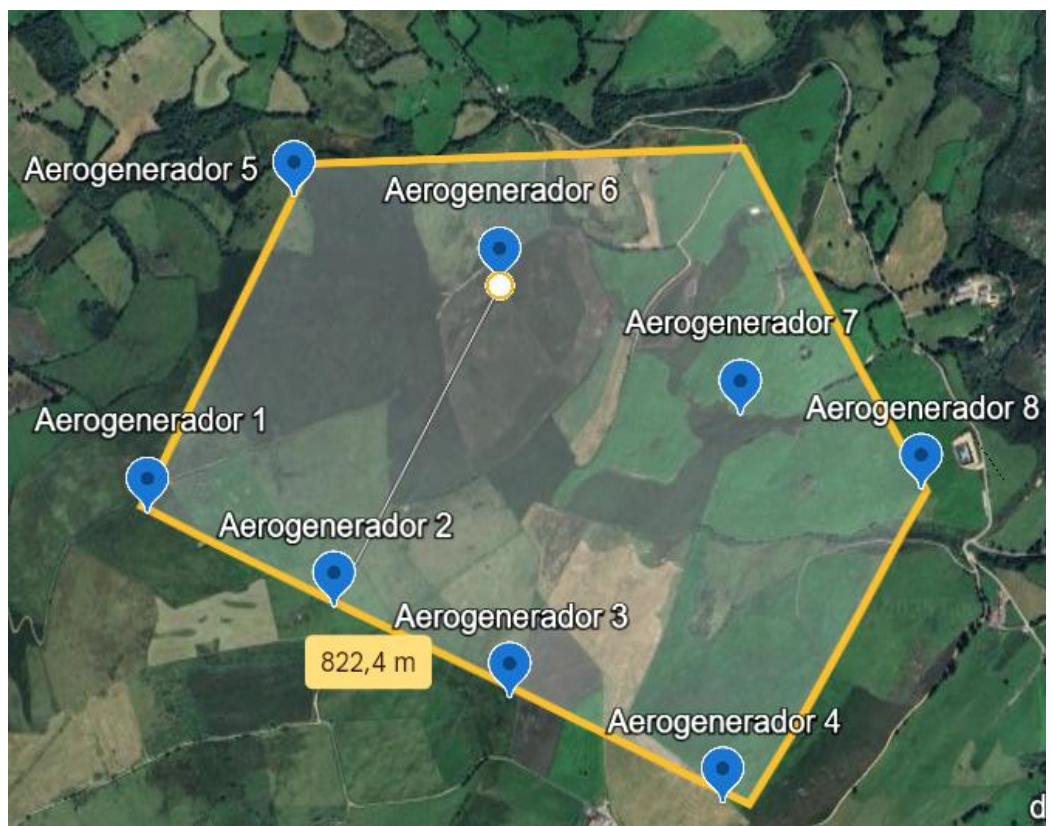 Aerogenerador 5
Aerogenerador 6
Aerogenerador 7
Aerogenerador 8
Aerogenerador 1
Aerogenerador 2
Aerogenerador 3
822,4 m
Aerogenerador 4
d